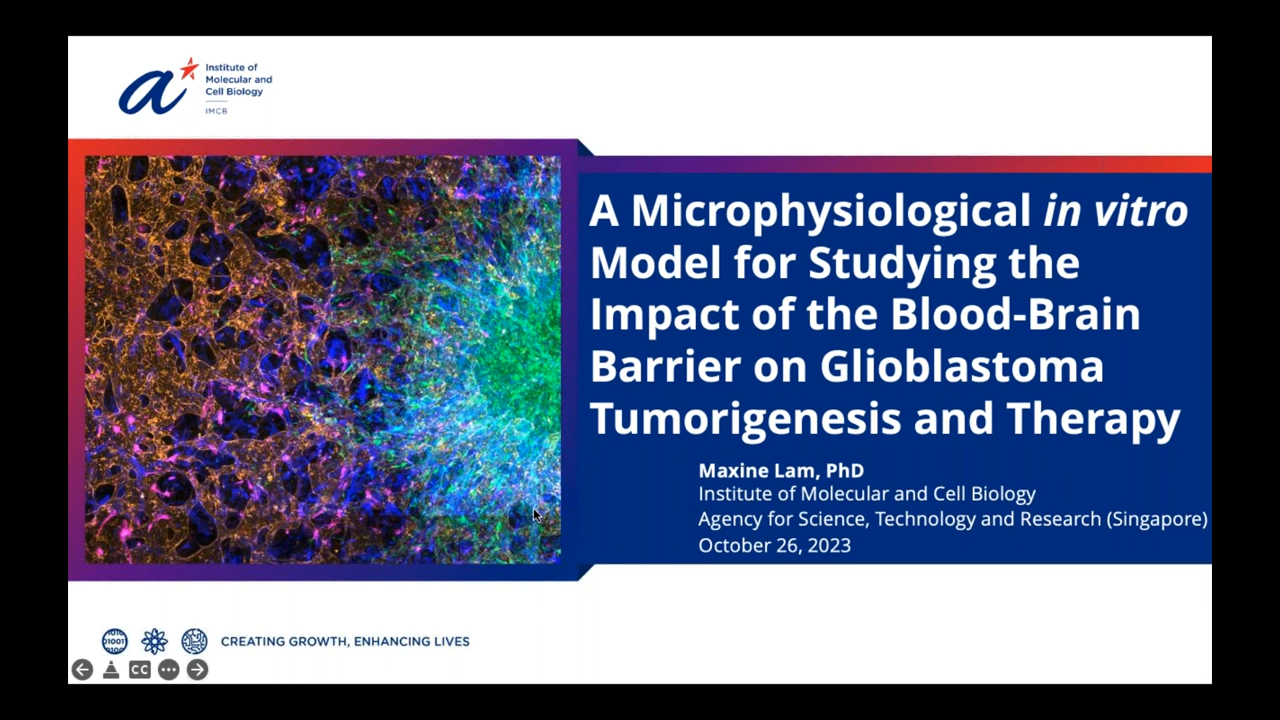 Institute of
Molecular and
Cell Biology
IMCB
A Microphysiological in vitro
Model for Studying the
Impact of the Blood-Brain
Barrier on Glioblastoma
Tumorigenesis and Therapy
Maxine Lam, PhD
Institute of Molecular and Cell Biology
Agency for Science, Technology and Research (Singapore)
October 26, 2023
CREATING GROWTH, ENHANCING LIVES
CC